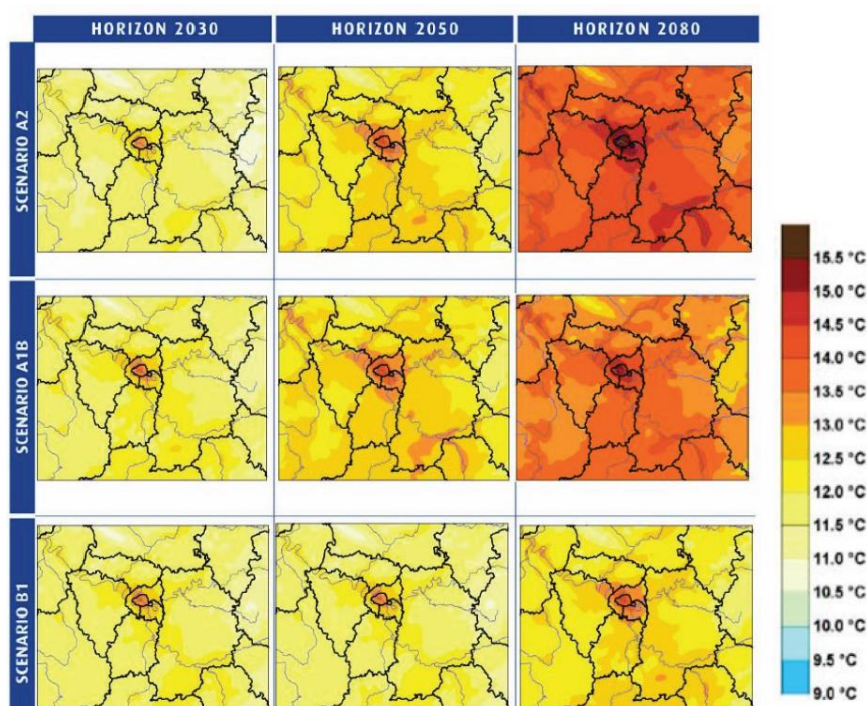 HORIZON 2030
HORIZON 2050
HORIZON 2080
SCENARIO A2
SCENARIO A1B
SCENARIO B1
15.5 °C
15.0 °C
14.5 °C
14.0 °C
13.5 °C
13.0 °C
12.5 °C
12.0 °C
11.5 °C
11.0 °C
10.5 °C
10.0 °C
9.5 °C
9.0 °C